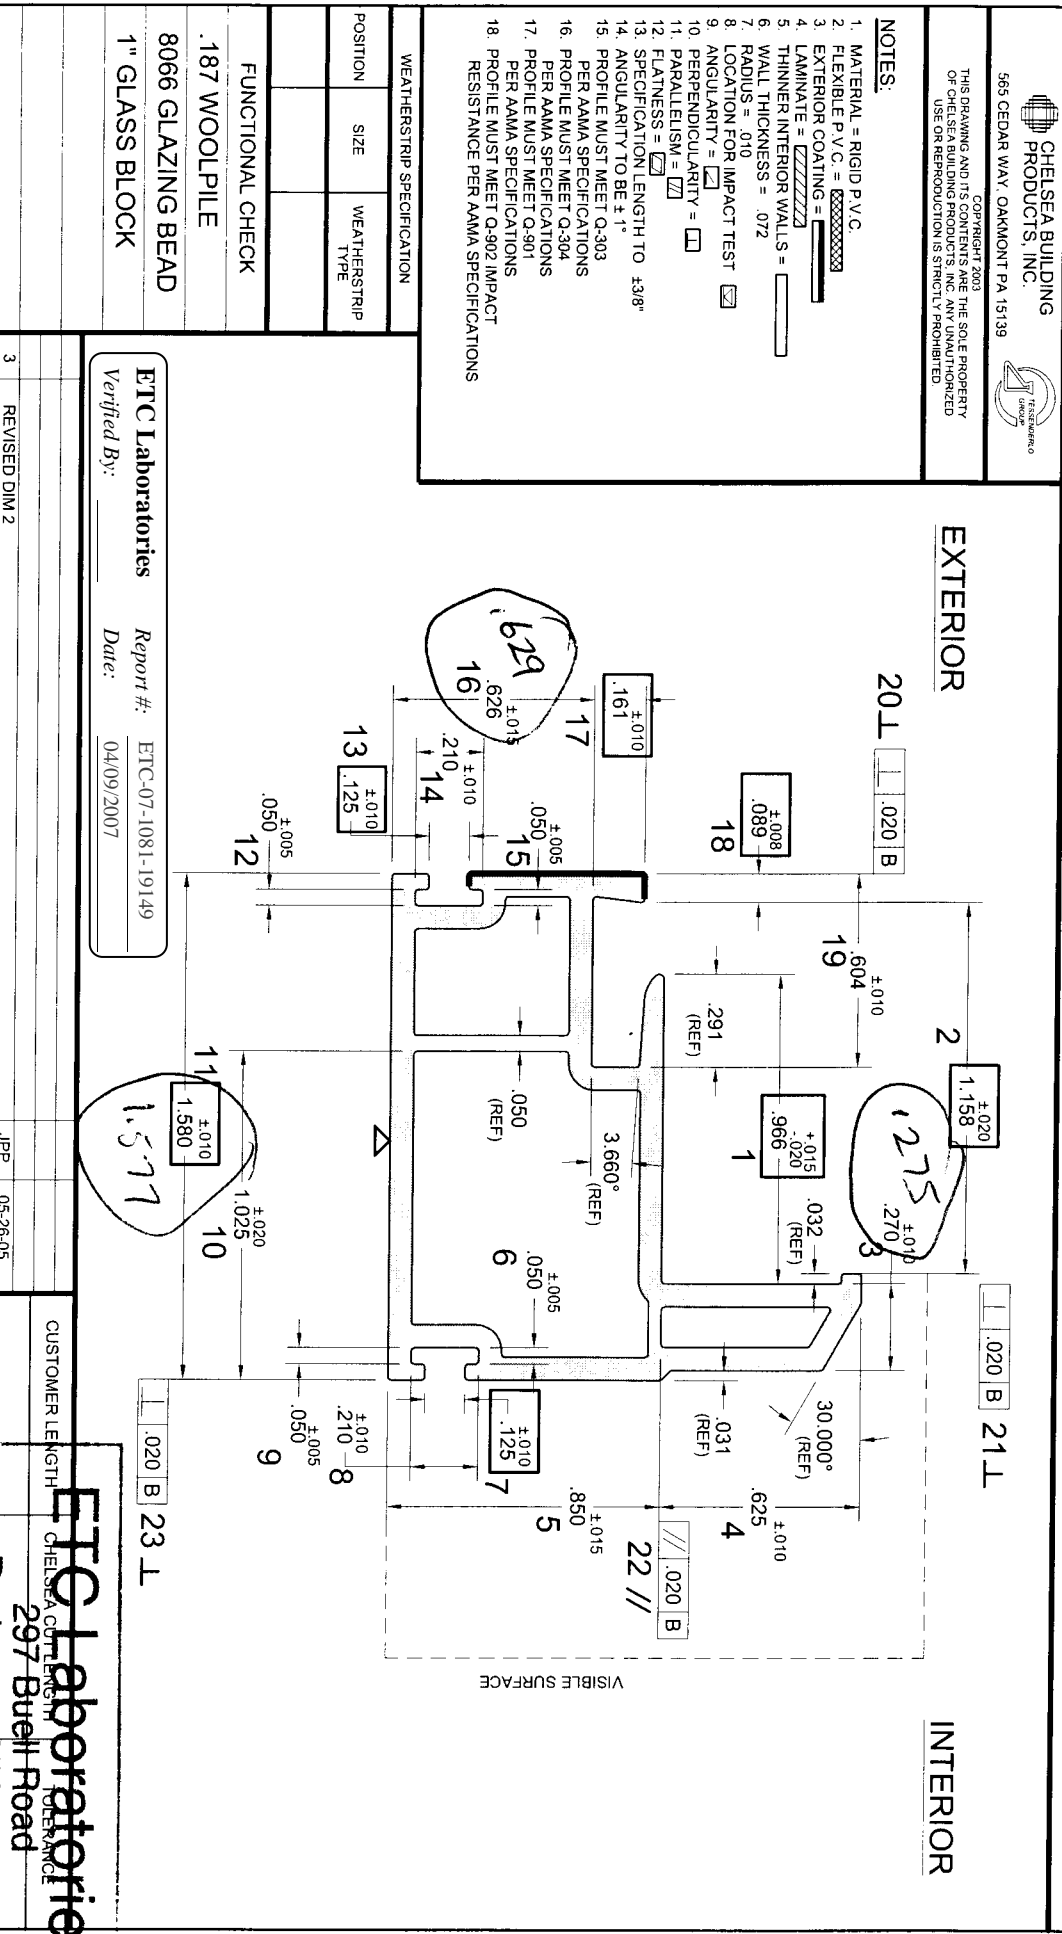 CHELSEA BUILDING
PRODUCTS, INC.
TESSENDERLO
GROUP
565 CEDAR WAY, OAKMONT PA 15139
COPYRIGHT 2003
THIS DRAWING AND ITS CONTENTS ARE THE SOLE PROPERTY
OF CHELSEA BUILDING PRODUCTS, INC. ANY UNAUTHORIZED
USE OR REPRODUCTION IS STRICTLY PROHIBITED.
NOTES:
1. MATERIAL = RIGID P.V.C.
2. FLEXIBLE P.V.C. =
3. EXTERIOR COATING =
4. LAMINATE =
5. THINNER INTERIOR WALLS =
6. WALL THICKNESS = .072
7. RADIUS = .010
8. LOCATION FOR IMPACT TEST
9. ANGULARITY =
10. PERPENDICULARITY =
11. PARALLELISM =
12. FLATNESS =
13. SPECIFICATION LENGTH TO ±3/8"
14. ANGULARITY TO BE ± 1°
15. PROFILE MUST MEET Q-303
PER AAMA SPECIFICATIONS
16. PROFILE MUST MEET Q-304
PER AAMA SPECIFICATIONS
17. PROFILE MUST MEET Q-901
PER AAMA SPECIFICATIONS
18. PROFILE MUST MEET Q-902 IMPACT
RESISTANCE PER AAMA SPECIFICATIONS
WEATHERSTRIP SPECIFICATION
POSITION SIZE WEATHERSTRIP
TYPE
FUNCTIONAL CHECK
.187 WOOLPILE
8066 GLAZING BEAD
1" GLASS BLOCK
EXTERIOR
INTERIOR
20 ⊥ ⊥ .020 B
⊥ .020 B 21 ⊥
2 ±.020
1.158
.275
±.010
.270
3
±.010
.604
19
±.008
.089
18
±.010
.161
17
.629
±.015
.626
16
+.015
-.020
.966
1
.032
(REF)
.291
(REF)
30.000°
(REF)
.031
(REF)
±.010
.625
4
// .020 B
22 //
±.015
.850
5
VISIBLE SURFACE
±.010
.210
14
±.005
.050
15
±.010
.125
13
±.005
.050
12
.050
(REF)
3.660°
(REF)
±.005
.050
6
±.010
.125
7
±.010
.210
8
±.005
.050
9
±.020
1.025
10
11
±.010
1.580
1.577
⊥ .020 B 23 ⊥
ETC Laboratories Report #: ETC-07-1081-19149
Verified By: Date: 04/09/2007
3 REVISED DIM 2 JPP 05-26-05
CUSTOMER LENGTH CHELSEA CUT LENGTH TOLERANCE
ETC Laboratorie
297 Buell Road